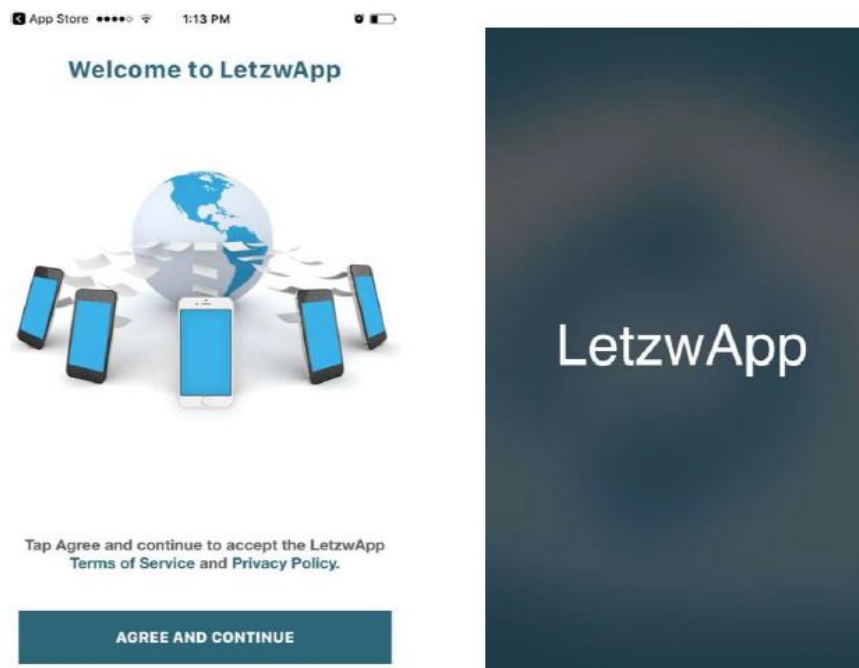 App Store 1:13 PM
Welcome to LetzwApp
Tap Agree and continue to accept the LetzwApp
Terms of Service and Privacy Policy.
AGREE AND CONTINUE
LetzwApp